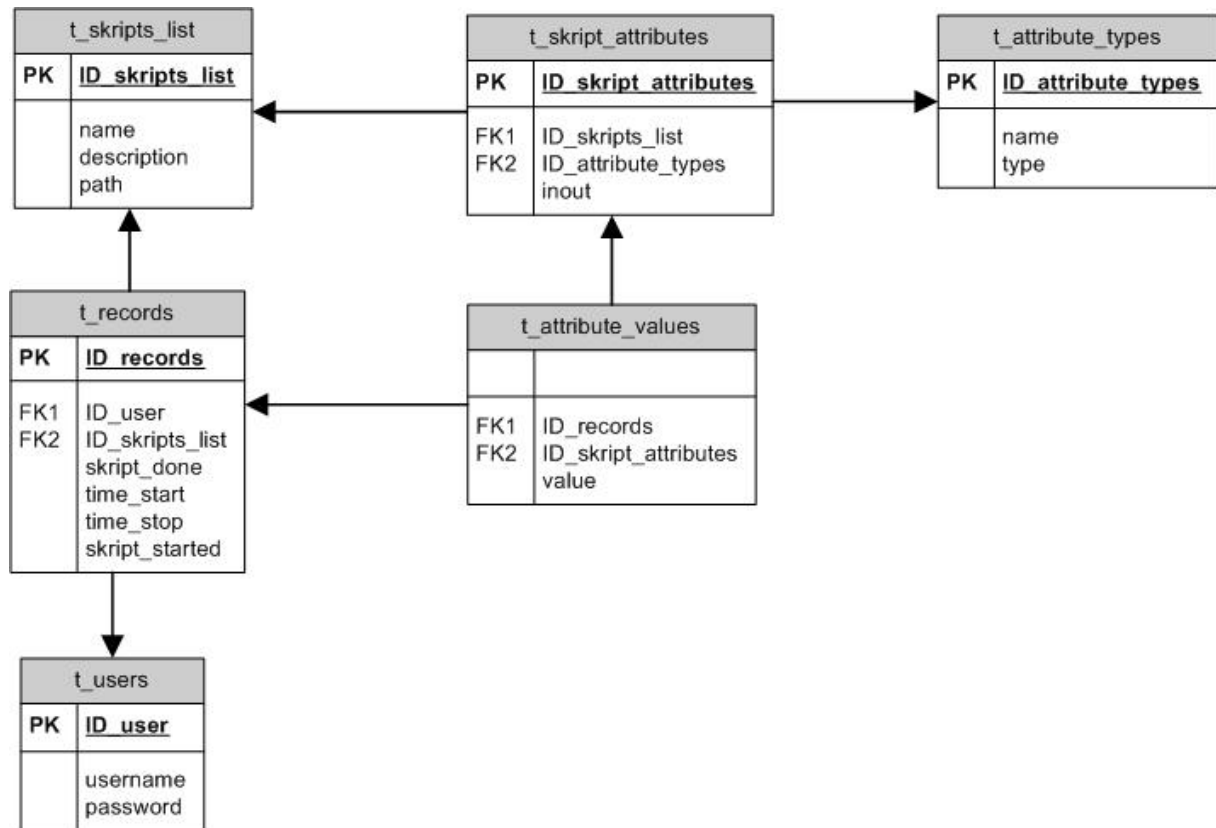 t_skripts_list
PK ID_skripts_list
name
description
path
t_skript_attributes
PK ID_skript_attributes
FK1 ID_skripts_list
FK2 ID_attribute_types
inout
t_attribute_types
PK ID_attribute_types
name
type
t_records
PK ID_records
FK1 ID_user
FK2 ID_skripts_list
skript_done
time_start
time_stop
skript_started
t_attribute_values
FK1 ID_records
FK2 ID_skript_attributes
value
t_users
PK ID_user
username
password